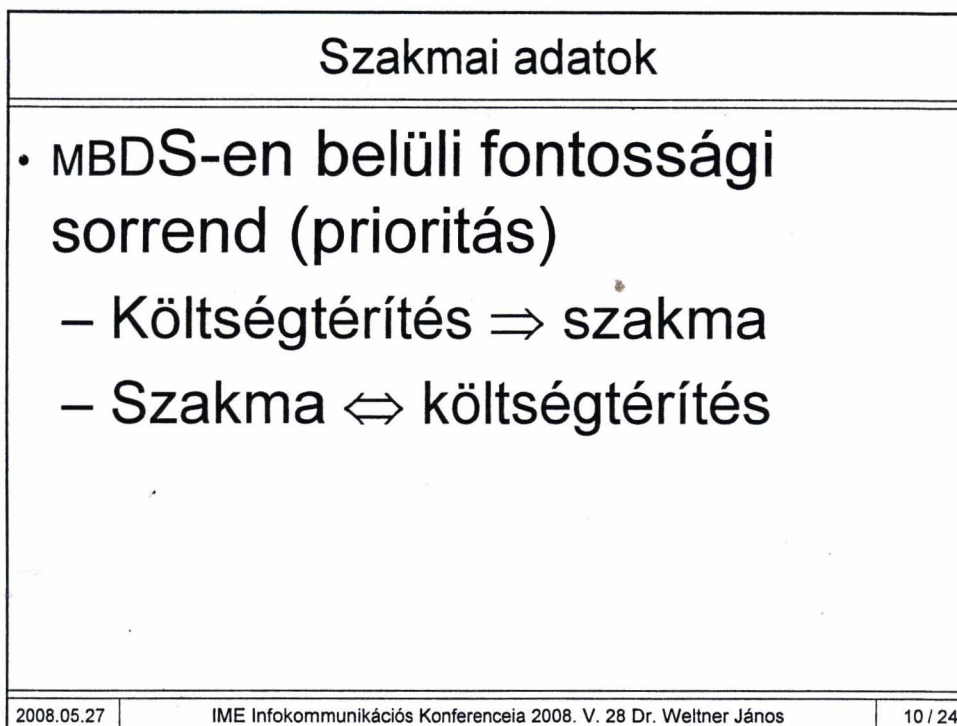 Szakmai adatok
• MBDS-en belüli fontossági
sorrend (prioritás)
– Költségtérítés ⇒ szakma
– Szakma ⇔ költségtérítés
2008.05.27 IME Infokommunikációs Konferenceia 2008. V. 28 Dr. Weltner János 10 / 24